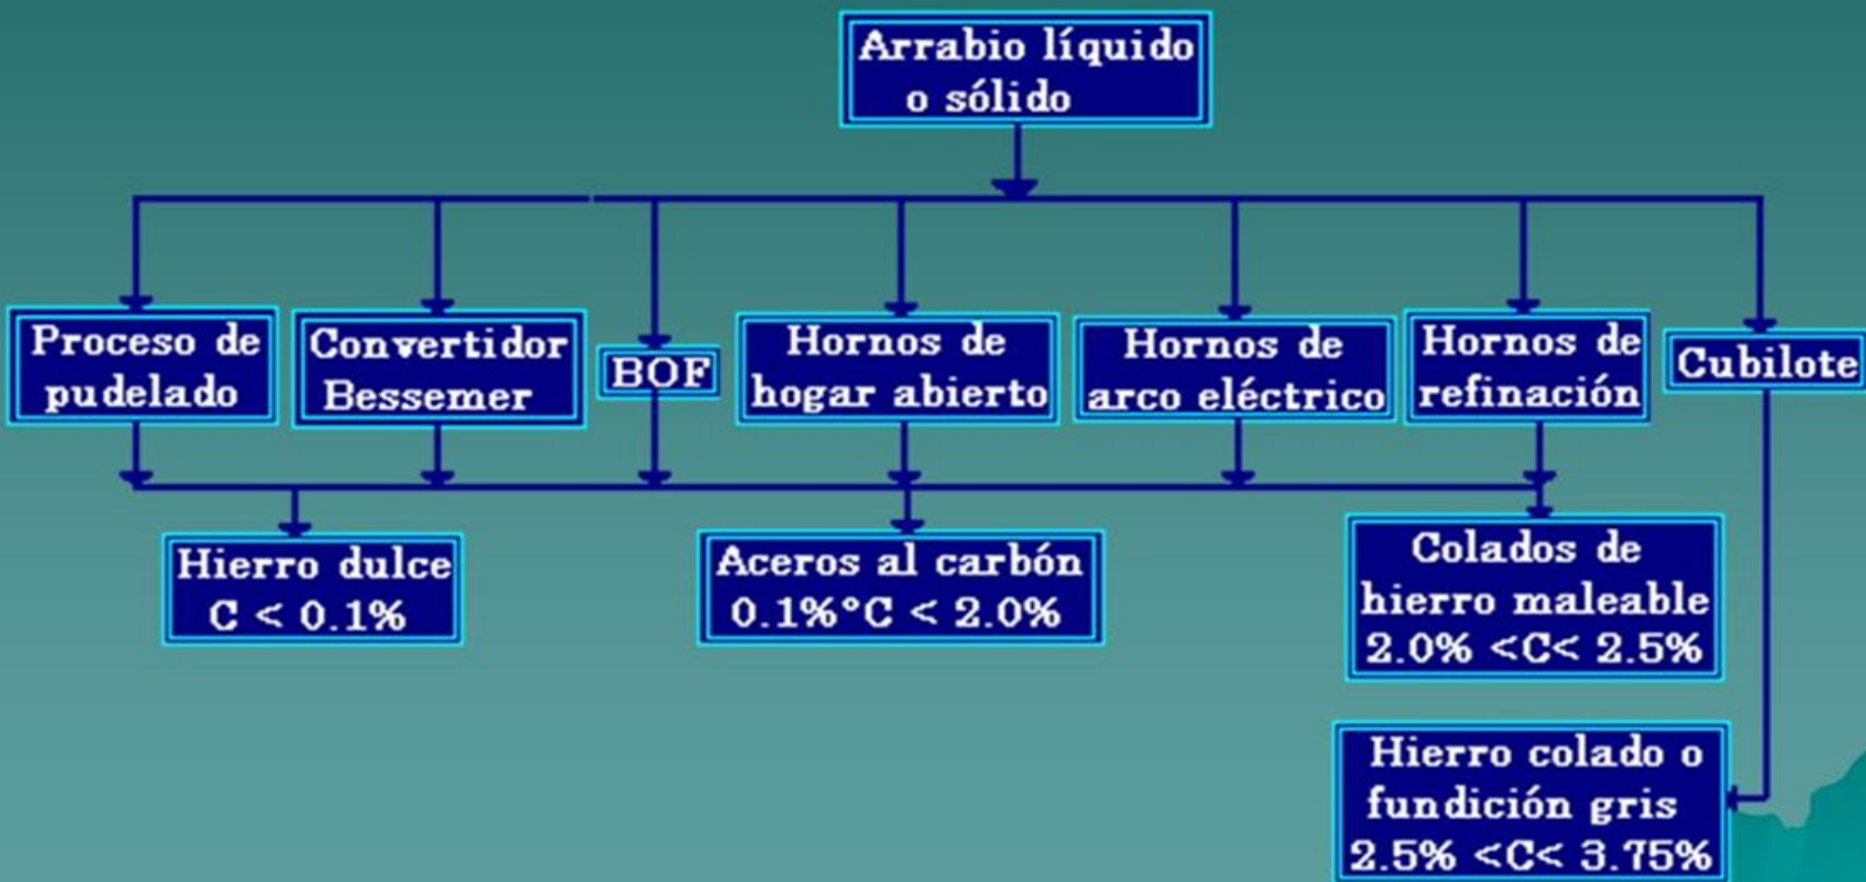 Arrabio líquido
o sólido
Proceso de
pudelado
Convertidor
Bessemer
BOF
Hornos de
hogar abierto
Hornos de
arco eléctrico
Hornos de
refinación
Cubilote
Hierro dulce
C < 0.1%
Aceros al carbón
0.1%°C < 2.0%
Colados de
hierro maleable
2.0% <C< 2.5%
Hierro colado o
fundición gris
2.5% <C< 3.75%